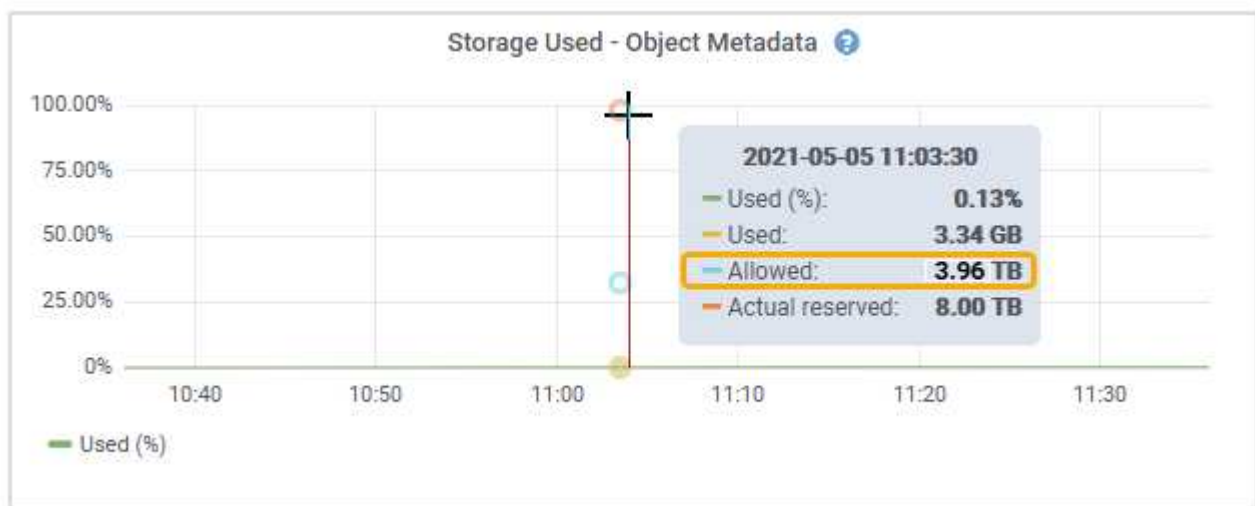 Storage Used - Object Metadata ?
100.00%
75.00%
50.00%
25.00%
0%
2021-05-05 11:03:30
Used (%): 0.13%
Used: 3.34 GB
Allowed: 3.96 TB
Actual reserved: 8.00 TB
10:40 10:50 11:00 11:10 11:20 11:30
Used (%)